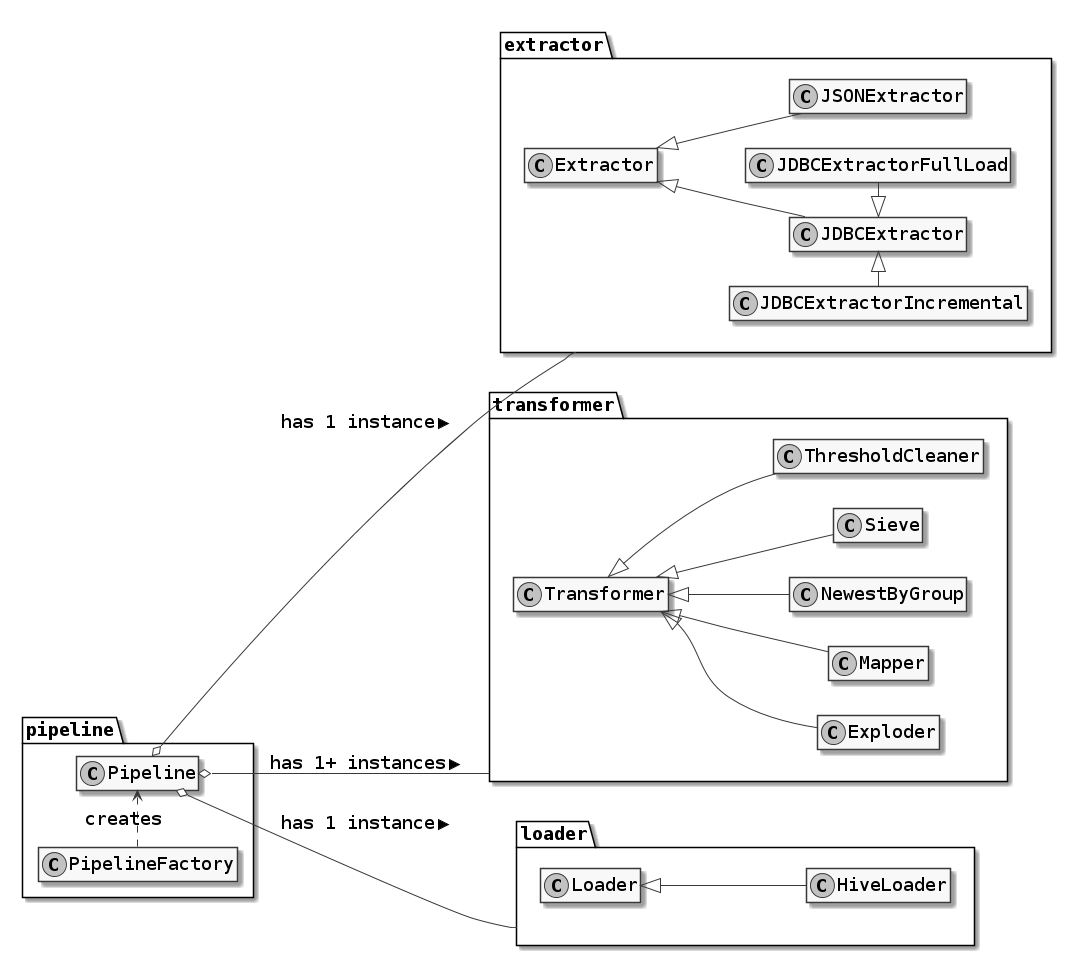 extractor
C JSONExtractor
C Extractor
C JDBCExtractorFullLoad
C JDBCExtractor
C JDBCExtractorIncremental
has 1 instance▶
transformer
C ThresholdCleaner
C Sieve
C Transformer
C NewestByGroup
C Mapper
C Exploder
pipeline
C Pipeline
has 1+ instances▶
creates
has 1 instance▶
C PipelineFactory
loader
C Loader
C HiveLoader